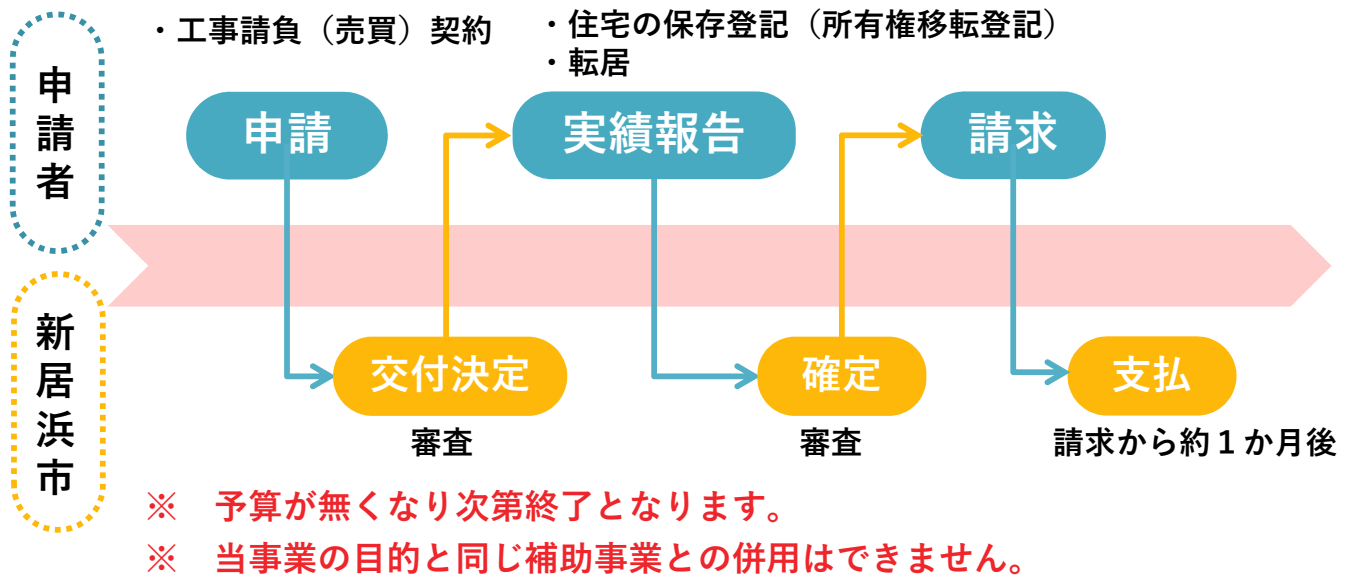 申請者
・工事請負（売買）契約
・住宅の保存登記（所有権移転登記）
・転居
申請
実績報告
請求
新居浜市
交付決定
確定
支払
審査
審査
請求から約１か月後
※　予算が無くなり次第終了となります。
※　当事業の目的と同じ補助事業との併用はできません。